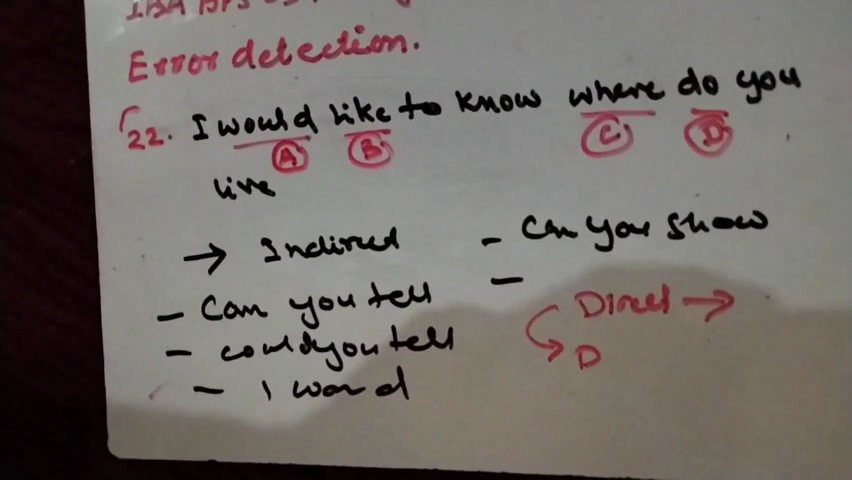 Error detection.
22. I would like to know where do you
A B C D
live
→ Indirect - Can you show
- Can you tell -
- could you tell Direct →
- I would D